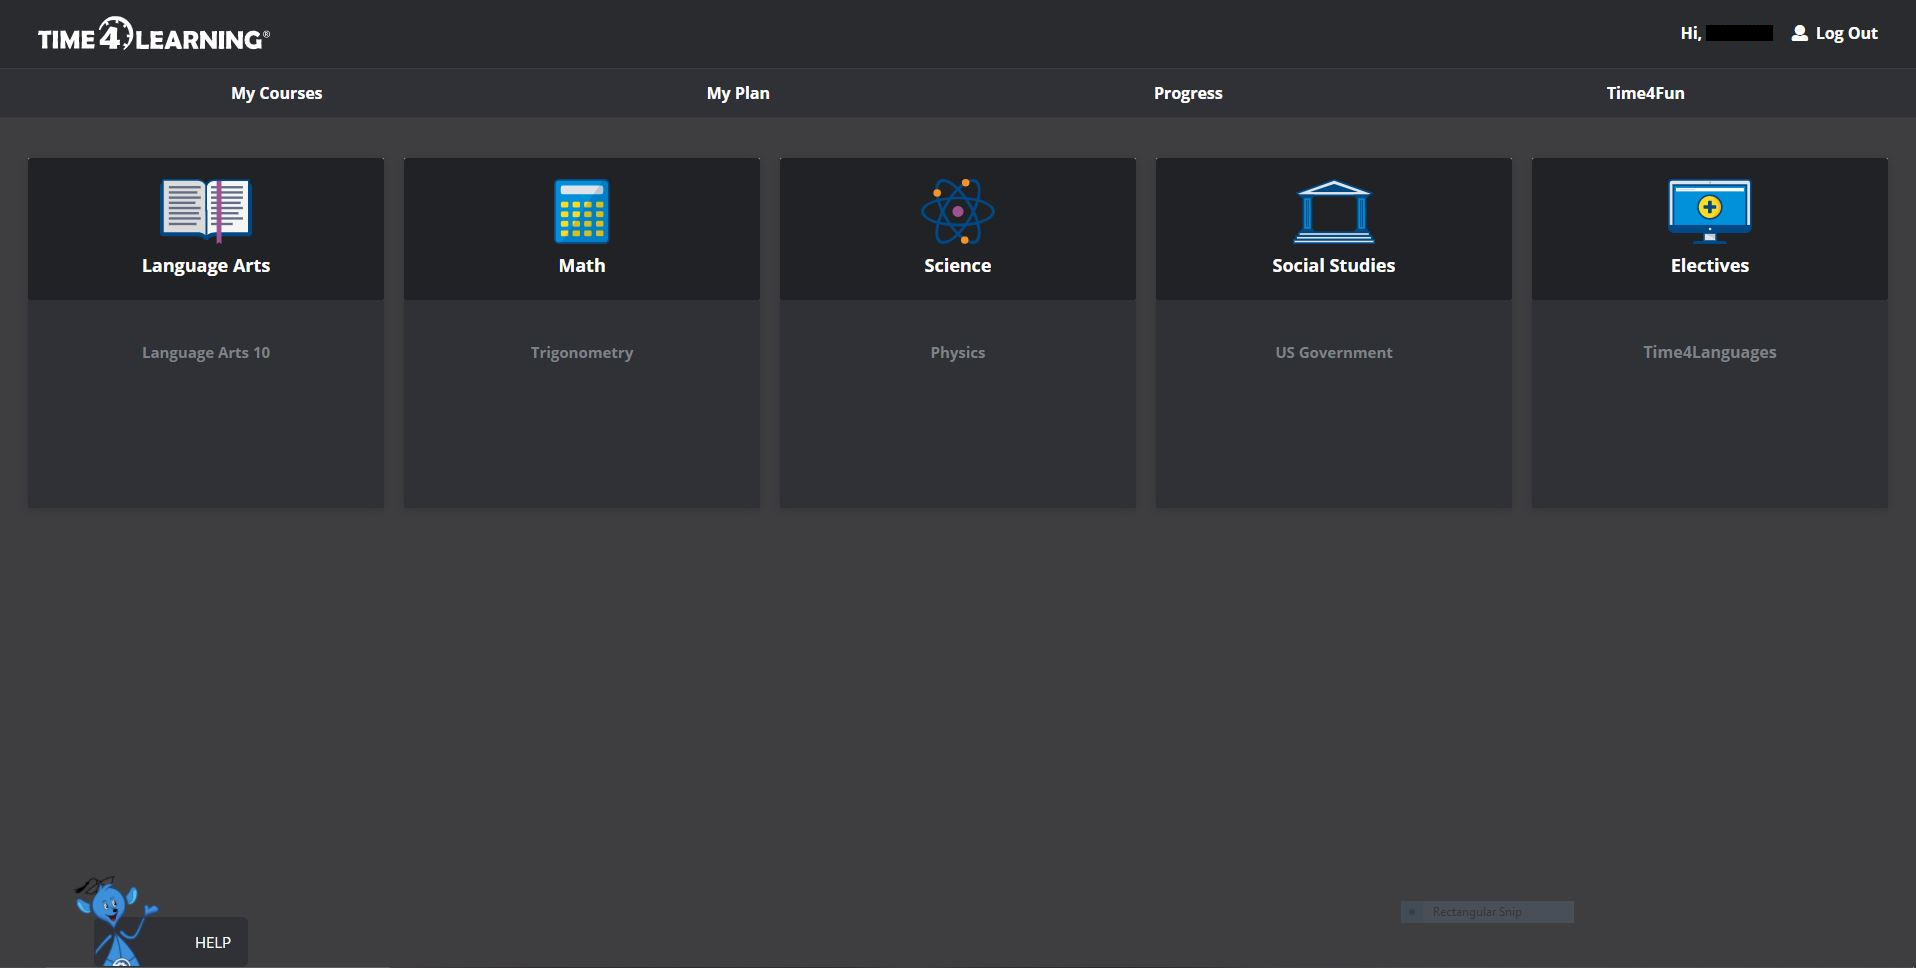 TIME4LEARNING®
Hi,
Log Out
My Courses
My Plan
Progress
Time4Fun
Language Arts
Math
Science
Social Studies
Electives
Language Arts 10
Trigonometry
Physics
US Government
Time4Languages
Rectangular Snip
HELP